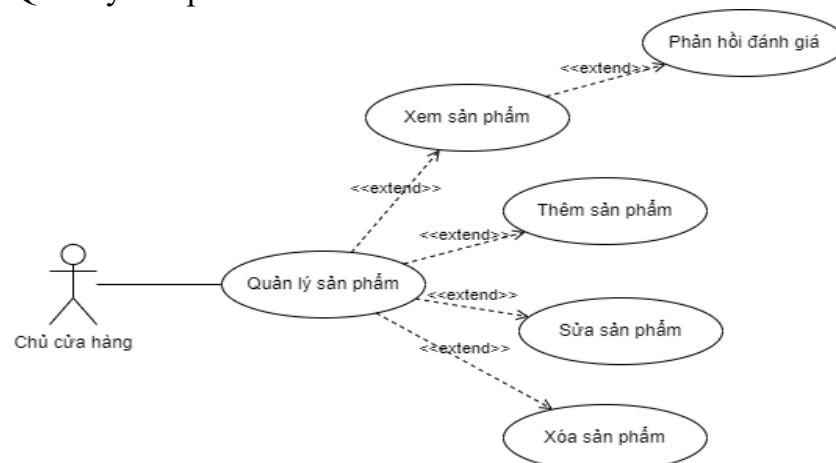 Phản hồi đánh giá
<<extend>>
Xem sản phẩm
<<extend>>
Thêm sản phẩm
<<extend>>
Quản lý sản phẩm
<<extend>>
Sửa sản phẩm
Chủ cửa hàng
<<extend>>
Xóa sản phẩm